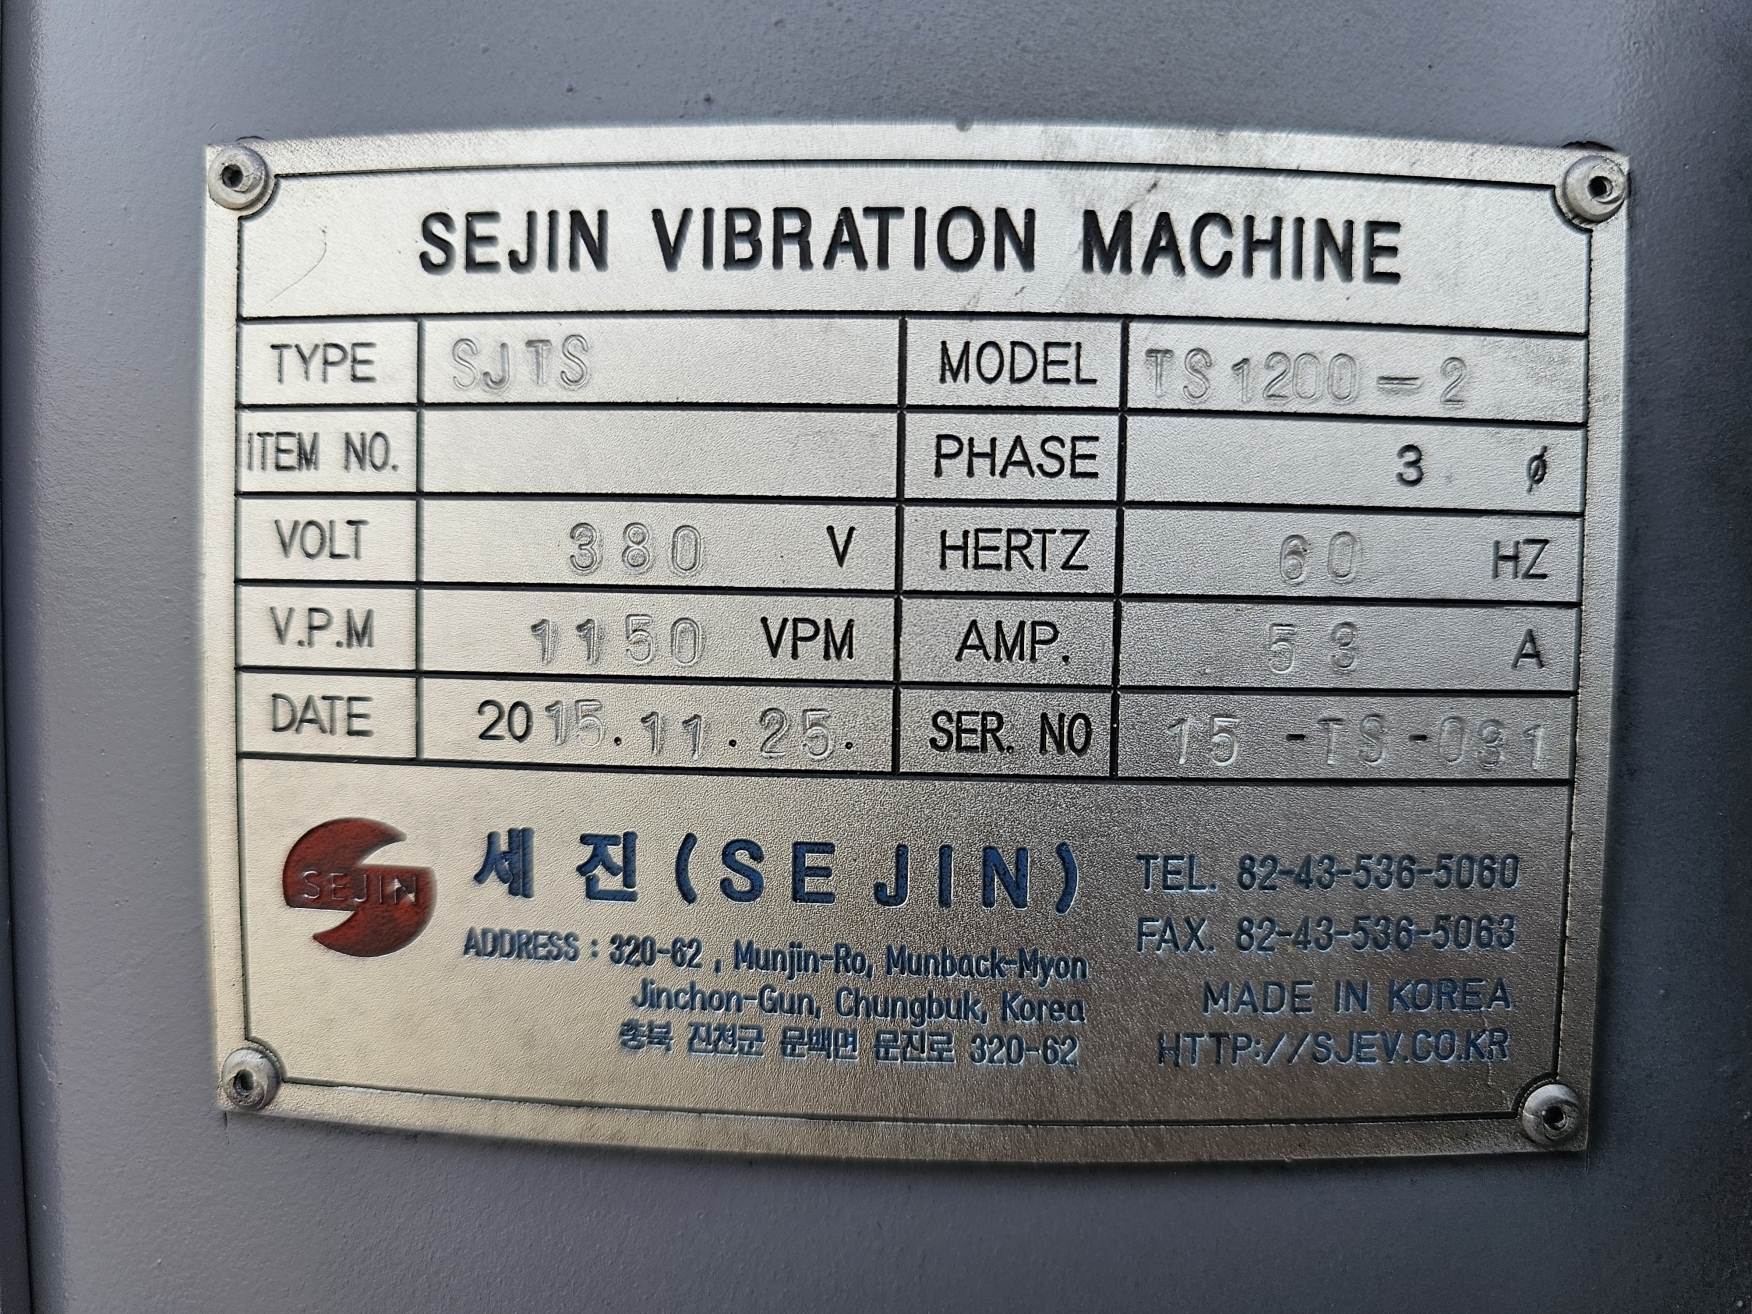 SEJIN VIBRATION MACHINE
TYPE SJTS MODEL TS1200-2
ITEM NO. PHASE 3 ø
VOLT 380 V HERTZ 60 HZ
V.P.M 1150 VPM AMP. 53 A
DATE 2015.11.25. SER. NO 15-TS-031
SEJIN
세진(SEJIN)
TEL. 82-43-536-5060
FAX. 82-43-536-5063
ADDRESS : 320-62 , Munjin-Ro, Munback-Myon
Jinchon-Gun, Chungbuk, Korea
충북 진천군 문백면 문진로 320-62
MADE IN KOREA
HTTP://SJEV.CO.KR